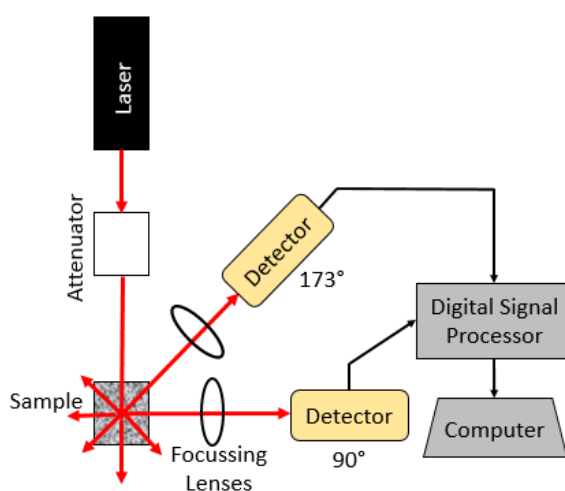 Laser
Attenuator
Detector
173°
Digital Signal
Processor
Sample
Detector
Computer
Focussing
Lenses
90°